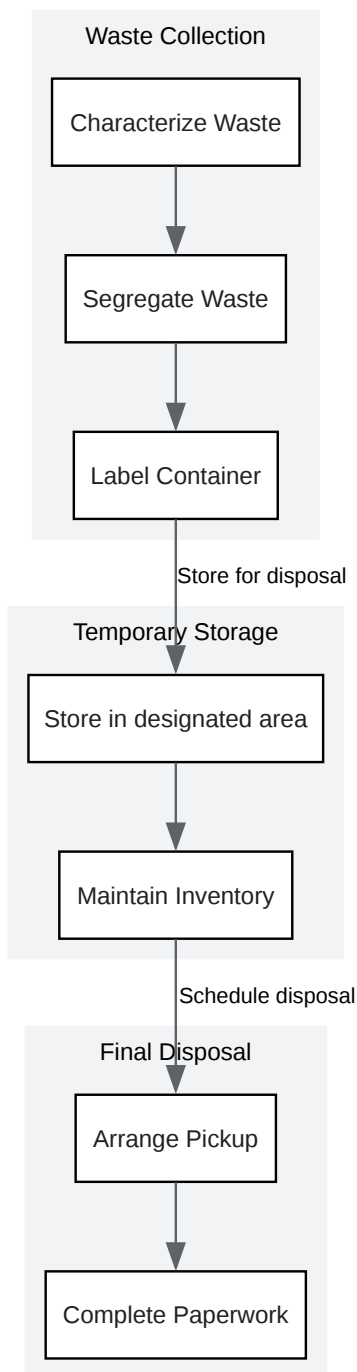 Waste Collection
Characterize Waste
Segregate Waste
Label Container
Store for disposal
Temporary Storage
Store in designated area
Maintain Inventory
Schedule disposal
Final Disposal
Arrange Pickup
Complete Paperwork